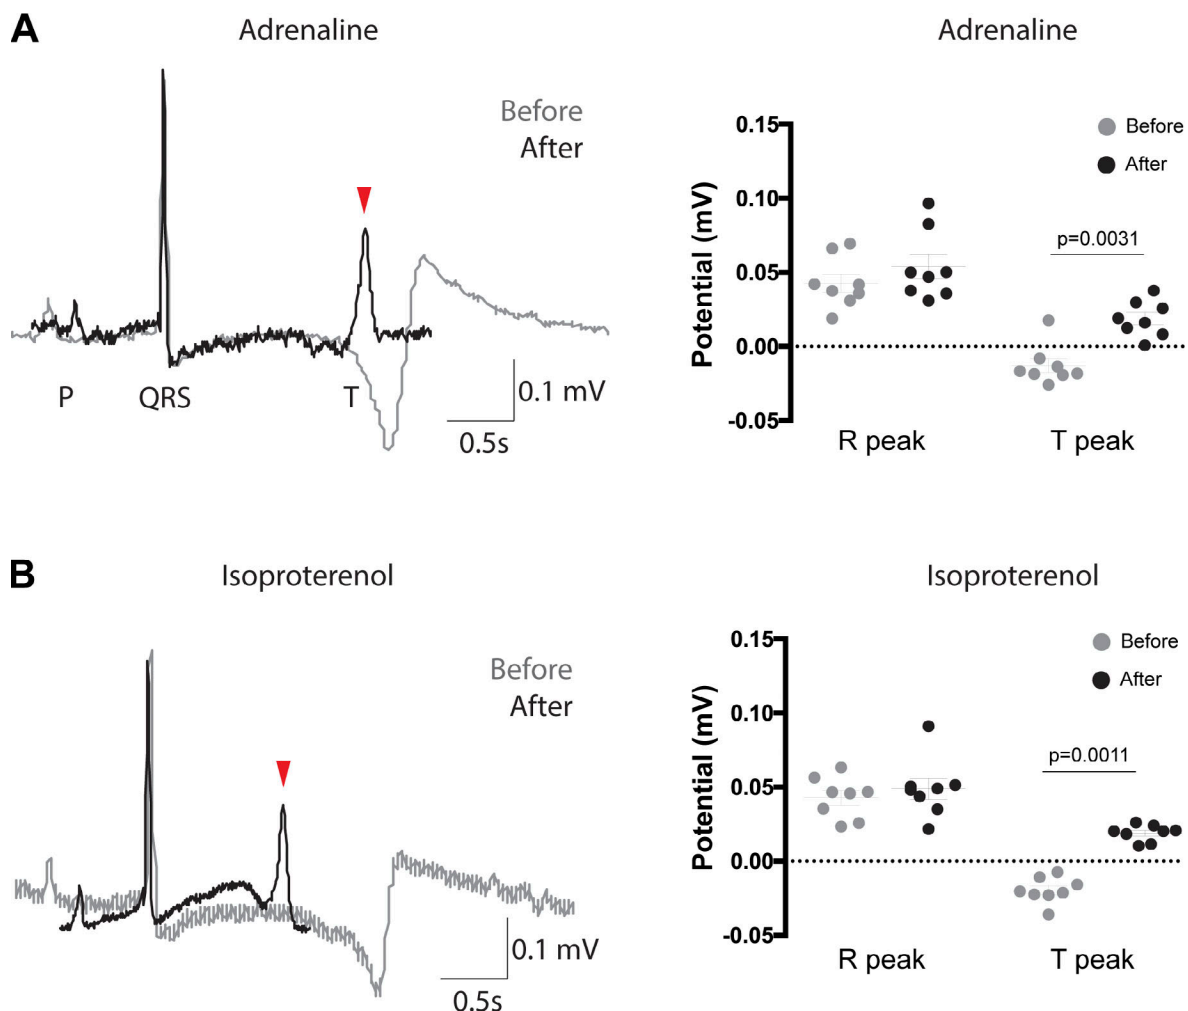 A
Adrenaline
Before
After
P
QRS
T
0.1 mV
0.5s
Adrenaline
Before
After
Potential (mV)
0.15
0.10
0.05
0.00
-0.05
p=0.0031
R peak
T peak
B
Isoproterenol
Before
After
0.1 mV
0.5s
Isoproterenol
Before
After
Potential (mV)
0.15
0.10
0.05
0.00
-0.05
p=0.0011
R peak
T peak